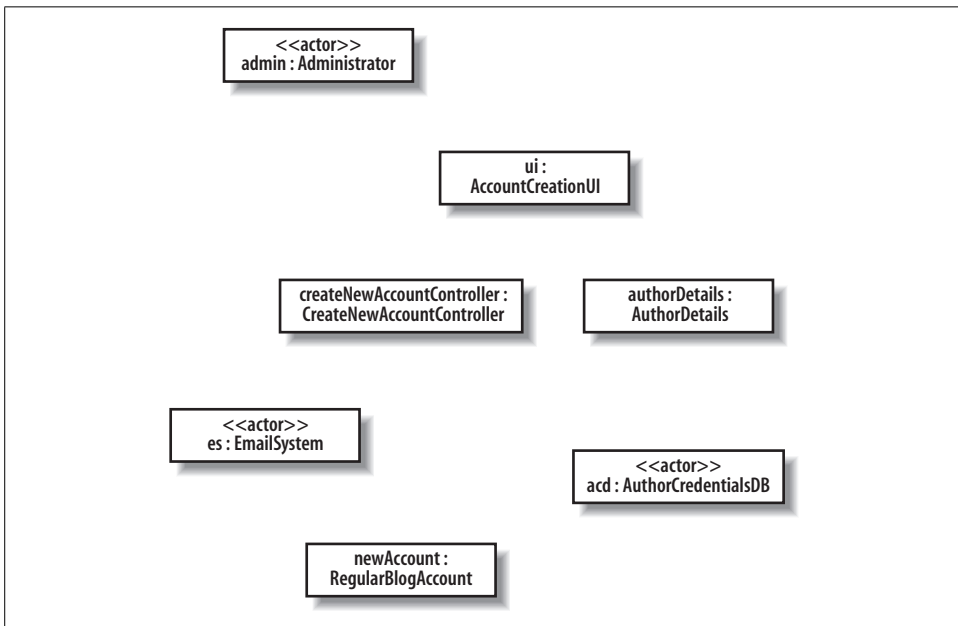 <<actor>>
admin : Administrator
ui :
AccountCreationUI
createNewAccountController :
CreateNewAccountController
authorDetails :
AuthorDetails
<<actor>>
es : EmailSystem
<<actor>>
acd : AuthorCredentialsDB
newAccount :
RegularBlogAccount